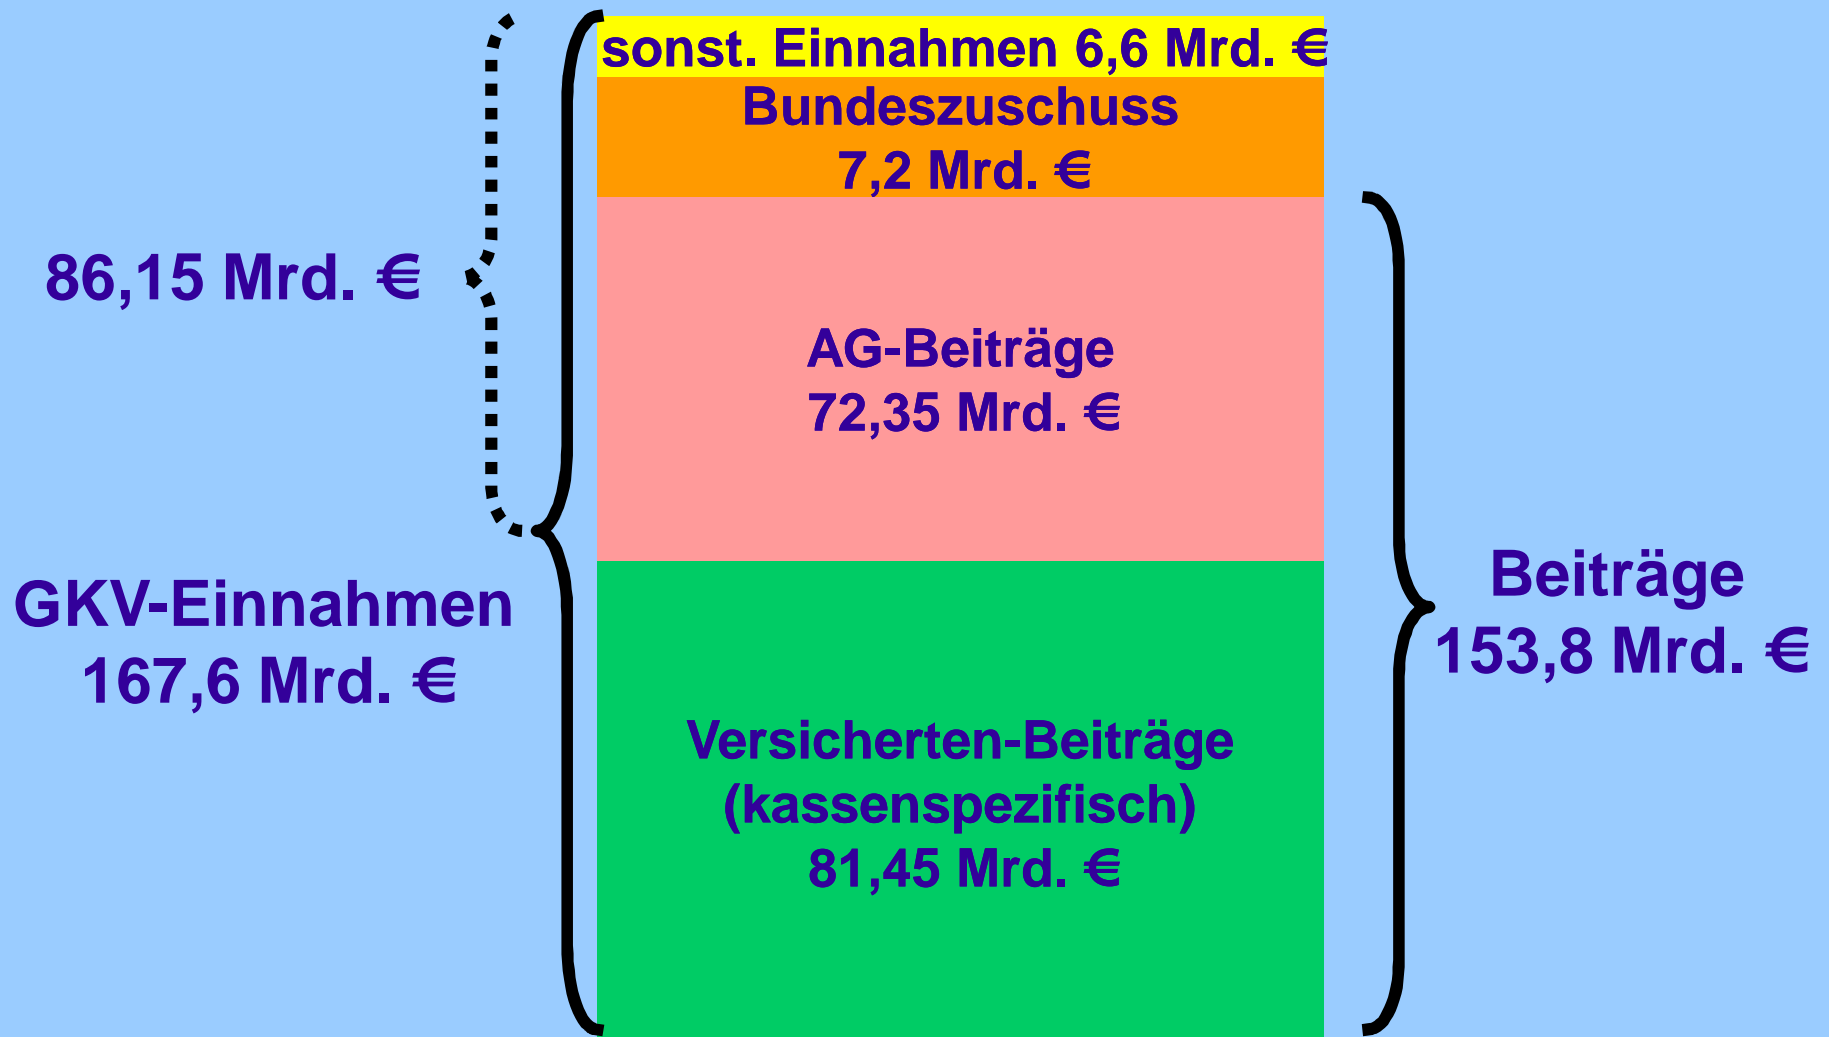 sonst. Einnahmen 6,6 Mrd. €
Bundeszuschuss
7,2 Mrd. €
86,15 Mrd. €
AG-Beiträge
72,35 Mrd. €
GKV-Einnahmen
167,6 Mrd. €
Beiträge
153,8 Mrd. €
Versicherten-Beiträge
(kassenspezifisch)
81,45 Mrd. €